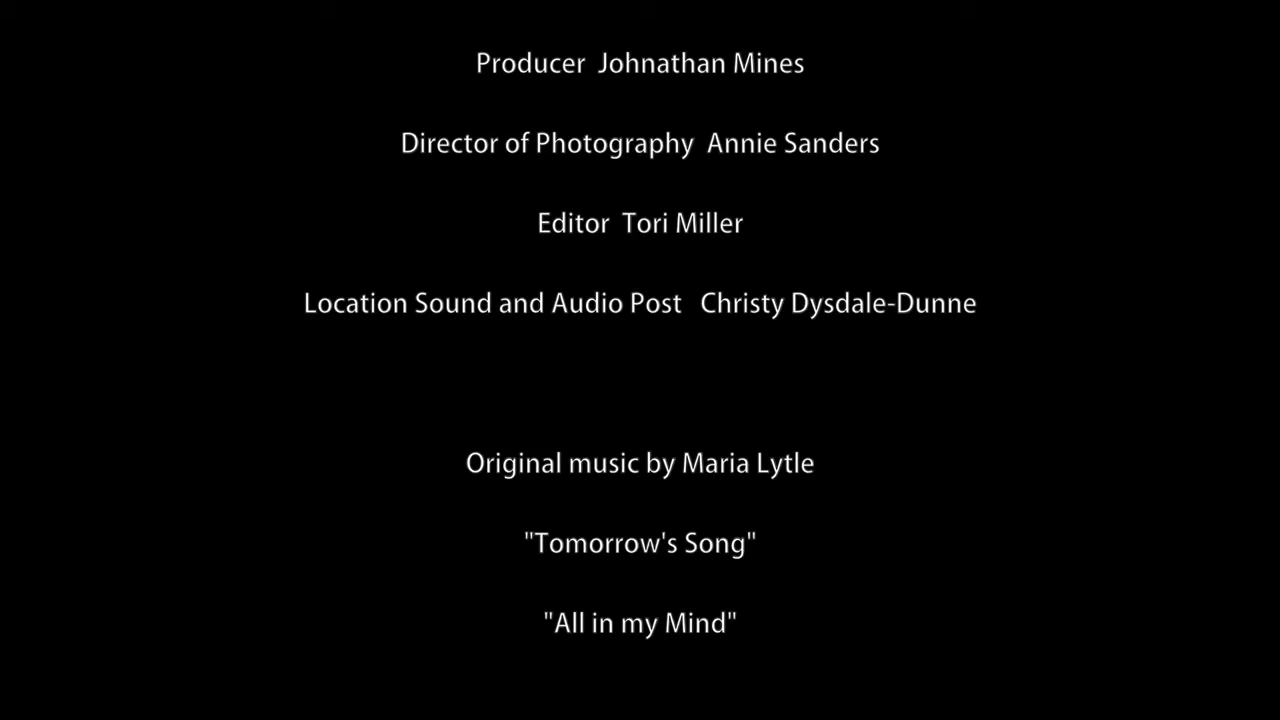 Producer  Johnathan Mines
Director of Photography  Annie Sanders
Editor  Tori Miller
Location Sound and Audio Post   Christy Dysdale-Dunne
Original music by Maria Lytle
"Tomorrow's Song"
"All in my Mind"